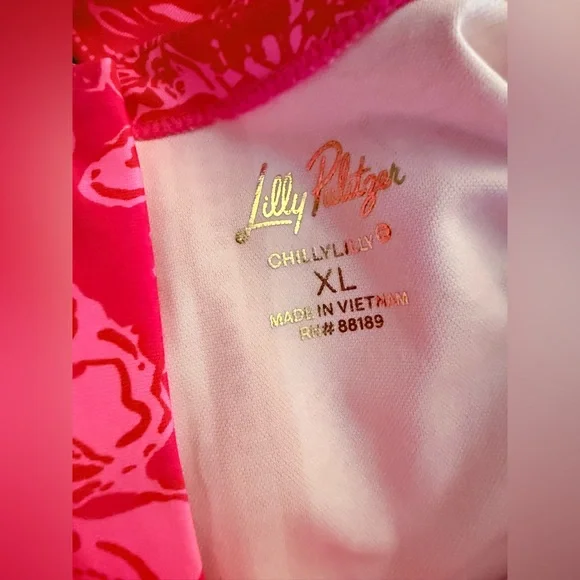 Lilly Pulitzer
CHILLYLILLY®
XL
MADE IN VIETNAM
RN# 88189